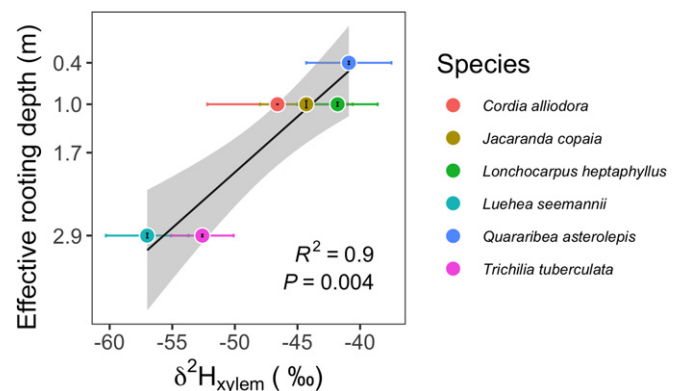 Effective rooting depth (m)
0.4
1.0
1.7
2.9
R² = 0.9
P = 0.004
-60 -55 -50 -45 -40
δ²Hxylem ( ‰)
Species
Cordia alliodora
Jacaranda copaia
Lonchocarpus heptaphyllus
Luehea seemannii
Quararibea asterolepis
Trichilia tuberculata